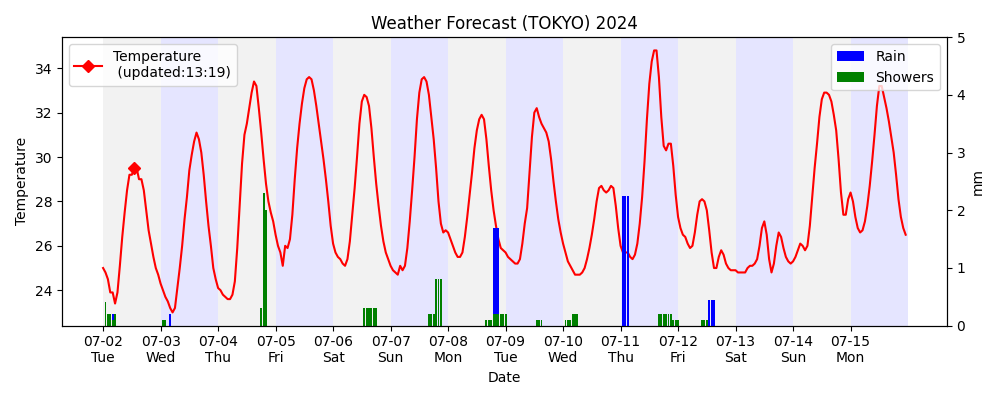 Weather Forecast (TOKYO) 2024
Temperature
(updated:13:19)
Rain
Showers
Temperature
34
32
30
28
26
24
5
4
3
2
1
0
mm
07-02 07-03 07-04 07-05 07-06 07-07 07-08 07-09 07-10 07-11 07-12 07-13 07-14 07-15
Tue Wed Thu Fri Sat Sun Mon Tue Wed Thu Fri Sat Sun Mon
Date